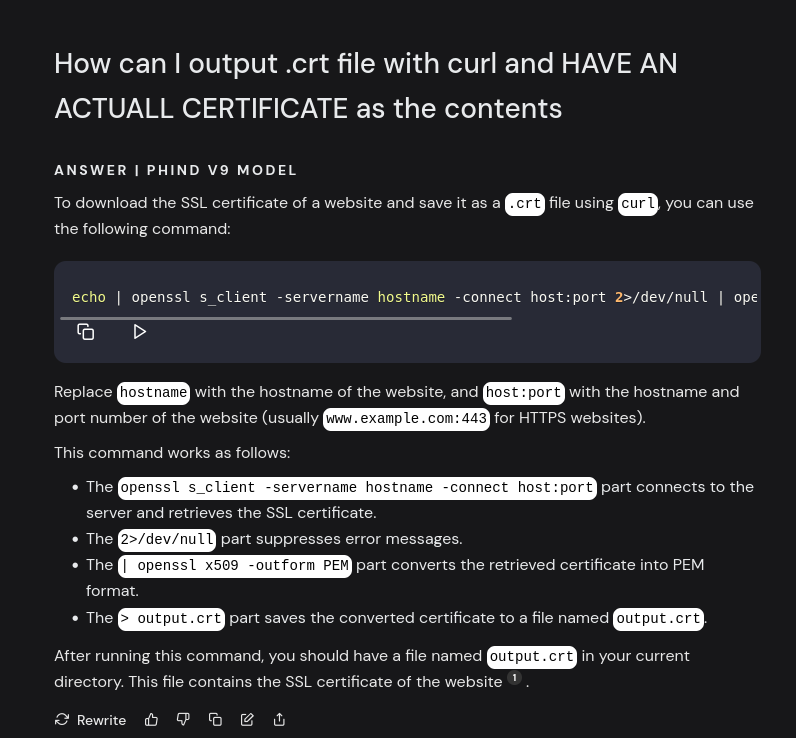 How can I output .crt file with curl and HAVE AN
ACTUALL CERTIFICATE as the contents
ANSWER | PHIND V9 MODEL
To download the SSL certificate of a website and save it as a .crt file using curl, you can use
the following command:
echo | openssl s_client -servername hostname -connect host:port 2>/dev/null | ope
Replace hostname with the hostname of the website, and host:port with the hostname and
port number of the website (usually www.example.com:443 for HTTPS websites).
This command works as follows:
• The openssl s_client -servername hostname -connect host:port part connects to the
server and retrieves the SSL certificate.
• The 2>/dev/null part suppresses error messages.
• The | openssl x509 -outform PEM part converts the retrieved certificate into PEM
format.
• The > output.crt part saves the converted certificate to a file named output.crt.
After running this command, you should have a file named output.crt in your current
directory. This file contains the SSL certificate of the website 1 .
Rewrite